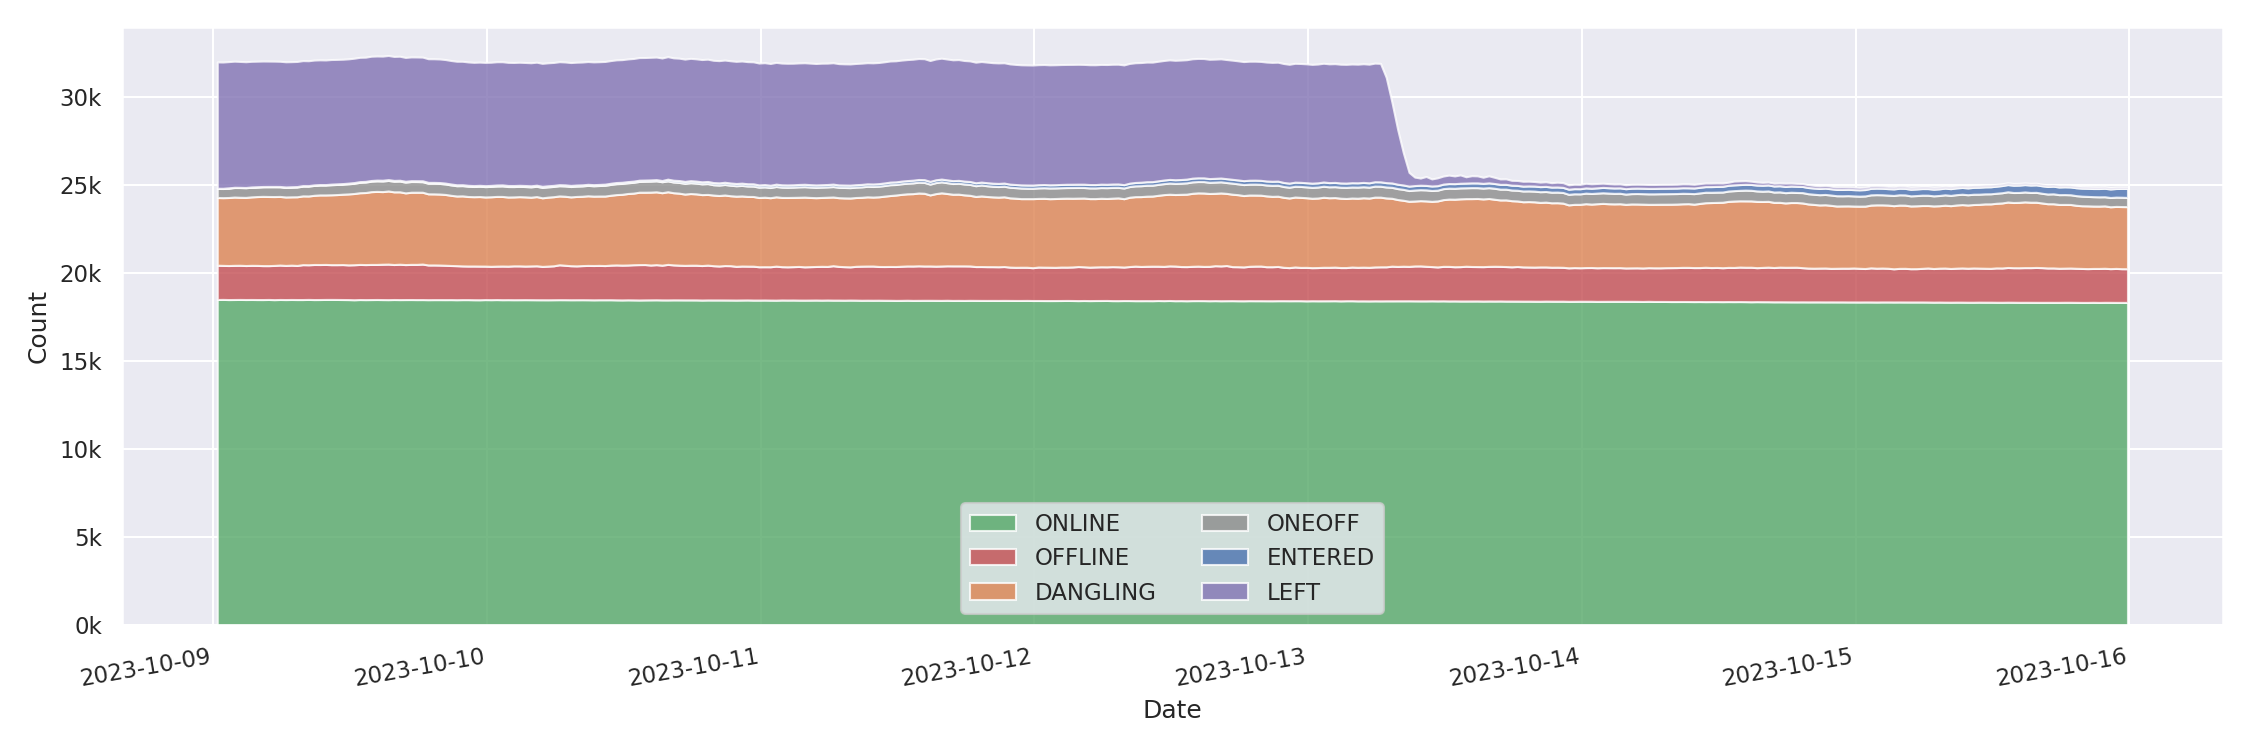 30k
25k
20k
15k
10k
5k
0k
Count
ONLINE
OFFLINE
DANGLING
ONEOFF
ENTERED
LEFT
2023-10-09
2023-10-10
2023-10-11
2023-10-12
2023-10-13
2023-10-14
2023-10-15
2023-10-16
Date